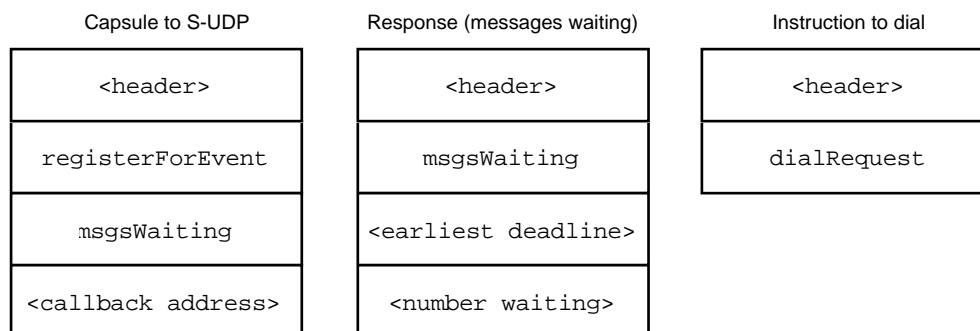 Capsule to S-UDP
<header>
registerForEvent
msgsWaiting
<callback address>
Response (messages waiting)
<header>
msgsWaiting
<earliest deadline>
<number waiting>
Instruction to dial
<header>
dialRequest